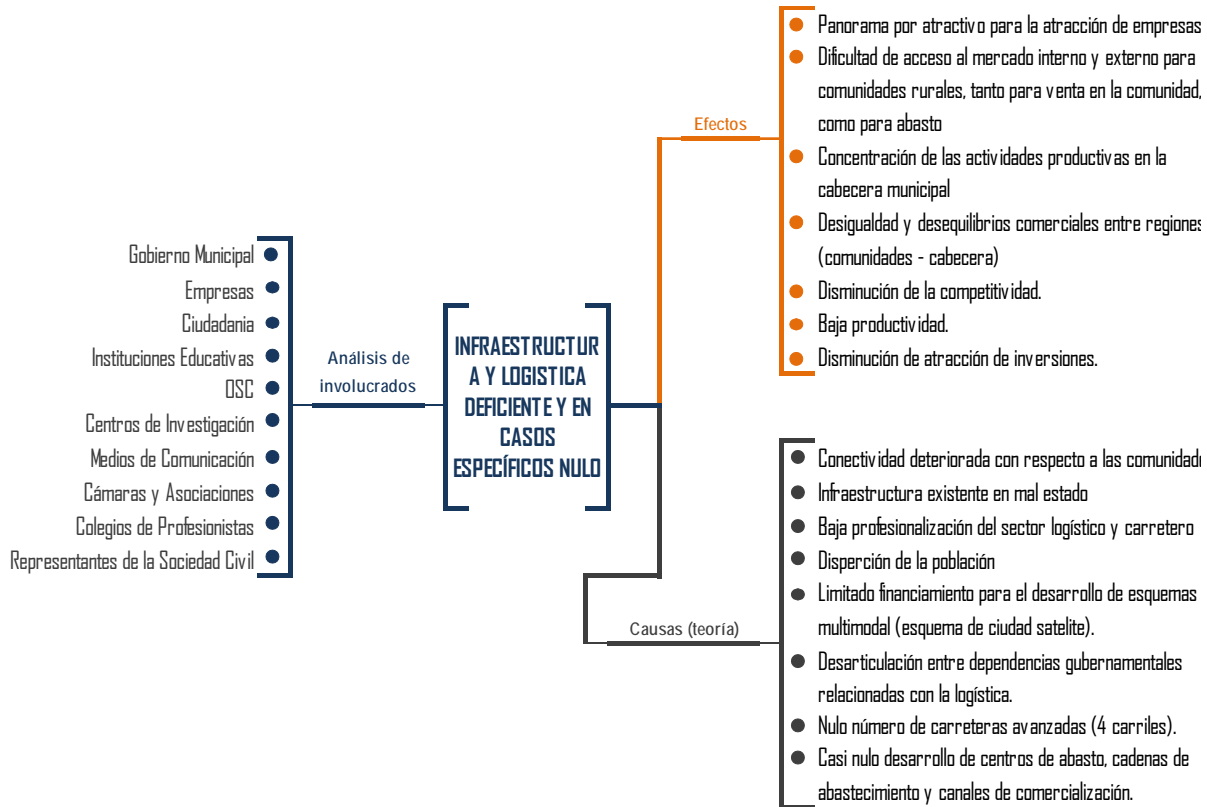 Gobierno Municipal
Empresas
Ciudadania
Instituciones Educativas
OSC
Centros de Investigación
Medios de Comunicación
Cámaras y Asociaciones
Colegios de Profesionistas
Representantes de la Sociedad Civil
Análisis de
involucrados
INFRAESTRUCTUR
A Y LOGISTICA
DEFICIENTE Y EN
CASOS
ESPECÍFICOS NULO
Efectos
Panorama por atractivo para la atracción de empresas
Dificultad de acceso al mercado interno y externo para
comunidades rurales, tanto para venta en la comunidad,
como para abasto
Concentración de las actividades productivas en la
cabecera municipal
Desigualdad y desequilibrios comerciales entre regiones
(comunidades - cabecera)
Disminución de la competitividad.
Baja productividad.
Disminución de atracción de inversiones.
Causas (teoría)
Conectividad deteriorada con respecto a las comunidad
Infraestructura existente en mal estado
Baja profesionalización del sector logístico y carretero
Disperción de la población
Limitado financiamiento para el desarrollo de esquemas
multimodal (esquema de ciudad satelite).
Desarticulación entre dependencias gubernamentales
relacionadas con la logística.
Nulo número de carreteras avanzadas (4 carriles).
Casi nulo desarrollo de centros de abasto, cadenas de
abastecimiento y canales de comercialización.